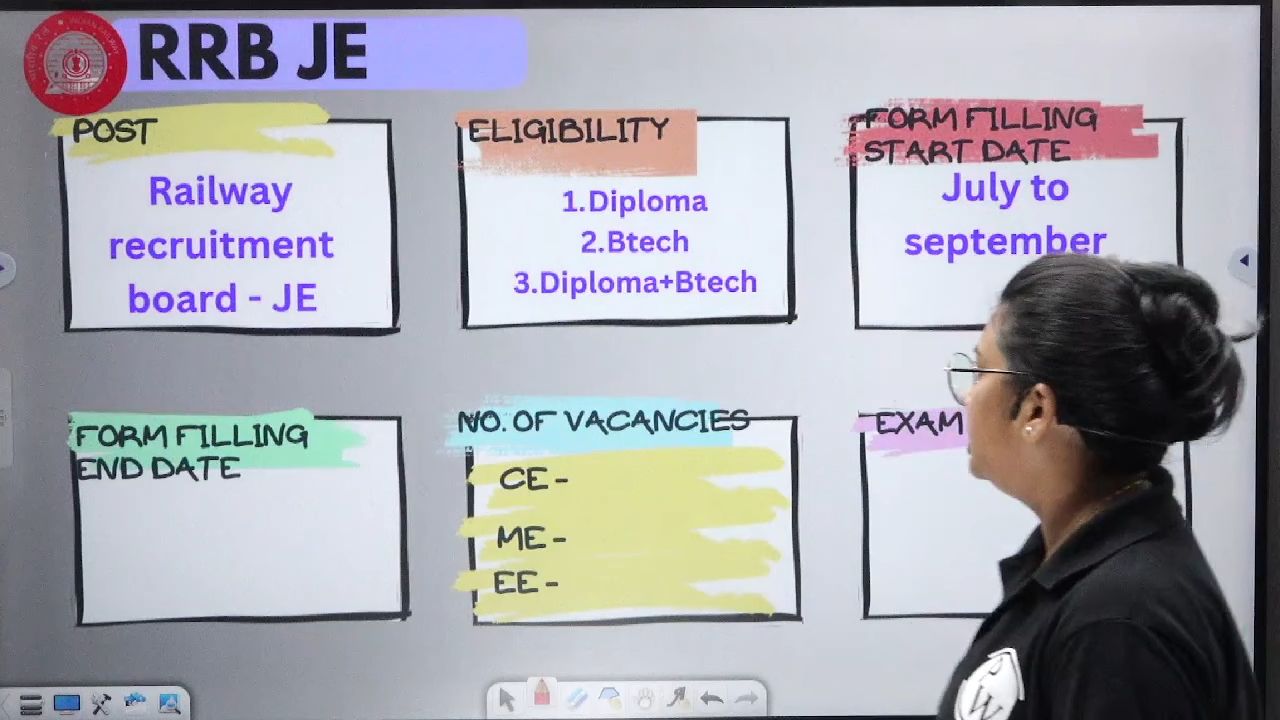 RRB JE
POST
Railway
recruitment
board - JE
ELIGIBILITY
1.Diploma
2.Btech
3.Diploma+Btech
FORM FILLING
START DATE
July to
september
FORM FILLING
END DATE
NO. OF VACANCIES
CE -
ME -
EE -
EXAM
W